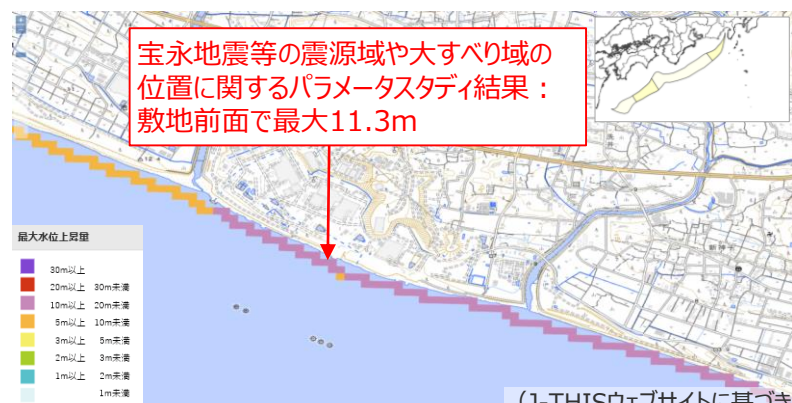 宝永地震等の震源域や大すべり域の
位置に関するパラメータスタディ結果：
敷地前面で最大11.3m
最大水位上昇量
30m以上
20m以上 30m未満
10m以上 20m未満
5m以上 10m未満
3m以上 5m未満
2m以上 3m未満
1m以上 2m未満
1m未満
（J-THISウェブサイトに基づき